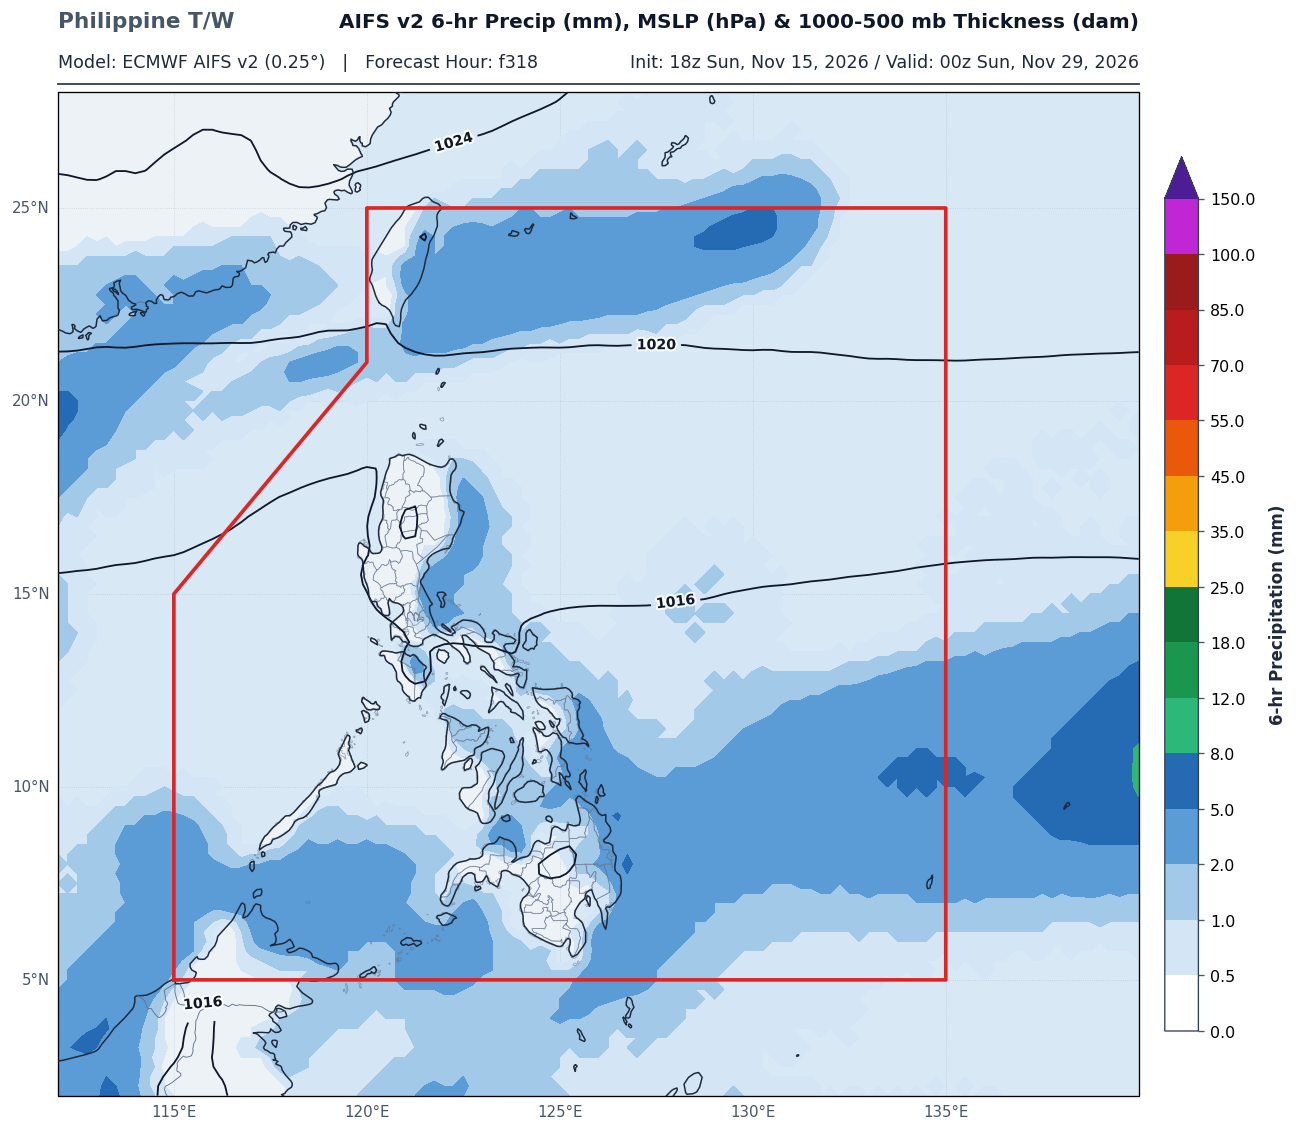 Philippine T/W
AIFS v2 6-hr Precip (mm), MSLP (hPa) & 1000-500 mb Thickness (dam)
Model: ECMWF AIFS v2 (0.25°)   |   Forecast Hour: f318
Init: 18z Sun, Nov 15, 2026 / Valid: 00z Sun, Nov 29, 2026
1024
25°N
1020
20°N
1016
15°N
10°N
5°N
1016
115°E
120°E
125°E
130°E
135°E
150.0
100.0
85.0
70.0
55.0
45.0
35.0
25.0
18.0
12.0
8.0
5.0
2.0
1.0
0.5
0.0
6-hr Precipitation (mm)